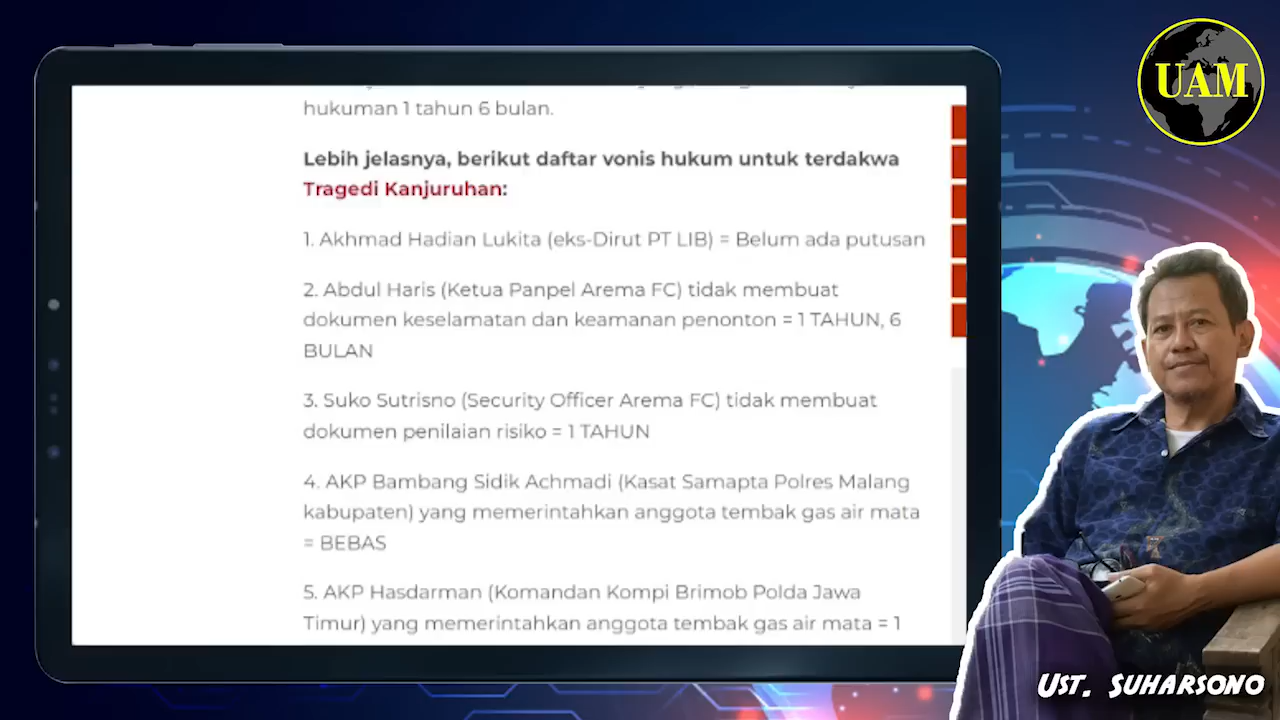 hukuman 1 tahun 6 bulan.
Lebih jelasnya, berikut daftar vonis hukum untuk terdakwa
Tragedi Kanjuruhan:
1. Akhmad Hadian Lukita (eks-Dirut PT LIB) = Belum ada putusan
2. Abdul Haris (Ketua Panpel Arema FC) tidak membuat
dokumen keselamatan dan keamanan penonton = 1 TAHUN, 6
BULAN
3. Suko Sutrisno (Security Officer Arema FC) tidak membuat
dokumen penilaian risiko = 1 TAHUN
4. AKP Bambang Sidik Achmadi (Kasat Samapta Polres Malang
kabupaten) yang memerintahkan anggota tembak gas air mata
= BEBAS
5. AKP Hasdarman (Komandan Kompi Brimob Polda Jawa
Timur) yang memerintahkan anggota tembak gas air mata = 1
UAM
UST. SUHARSONO